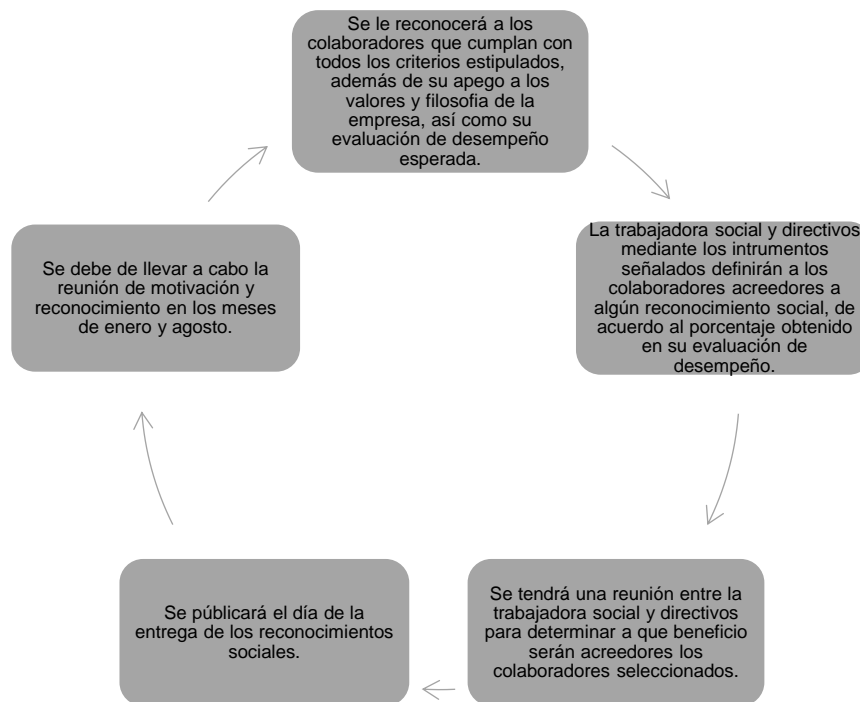 Se le reconocerá a los
colaboradores que cumplan con
todos los criterios estipulados,
además de su apego a los
valores y filosofia de la
empresa, así como su
evaluación de desempeño
esperada.
La trabajadora social y directivos
mediante los intrumentos
señalados definirán a los
colaboradores acreedores a
algún reconocimiento social, de
acuerdo al porcentaje obtenido
en su evaluación de
desempeño.
Se tendrá una reunión entre la
trabajadora social y directivos
para determinar a que beneficio
serán acreedores los
colaboradores seleccionados.
Se públicará el día de la
entrega de los reconocimientos
sociales.
Se debe de llevar a cabo la
reunión de motivación y
reconocimiento en los meses
de enero y agosto.